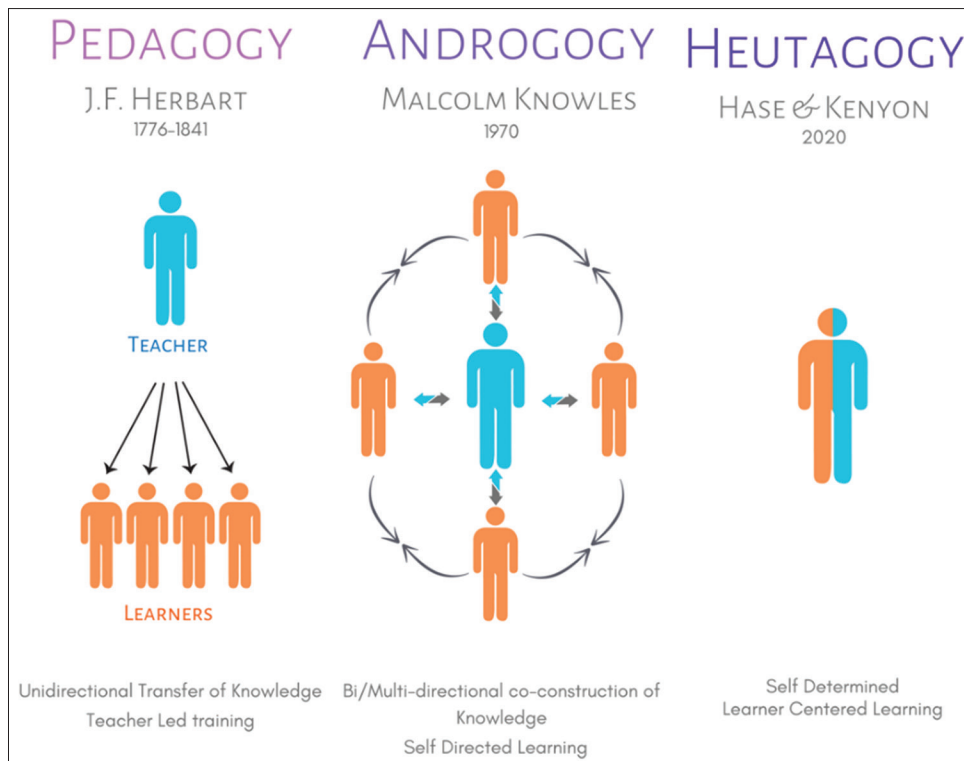 PEDAGOGY
J.F. HERBART
1776-1841
TEACHER
LEARNERS
Unidirectional Transfer of Knowledge
Teacher Led training
ANDROGOGY
MALCOLM KNOWLES
1970
Bi/Multi-directional co-construction of
Knowledge
Self Directed Learning
HEUTAGOGY
HASE & KENYON
2020
Self Determined
Learner Centered Learning